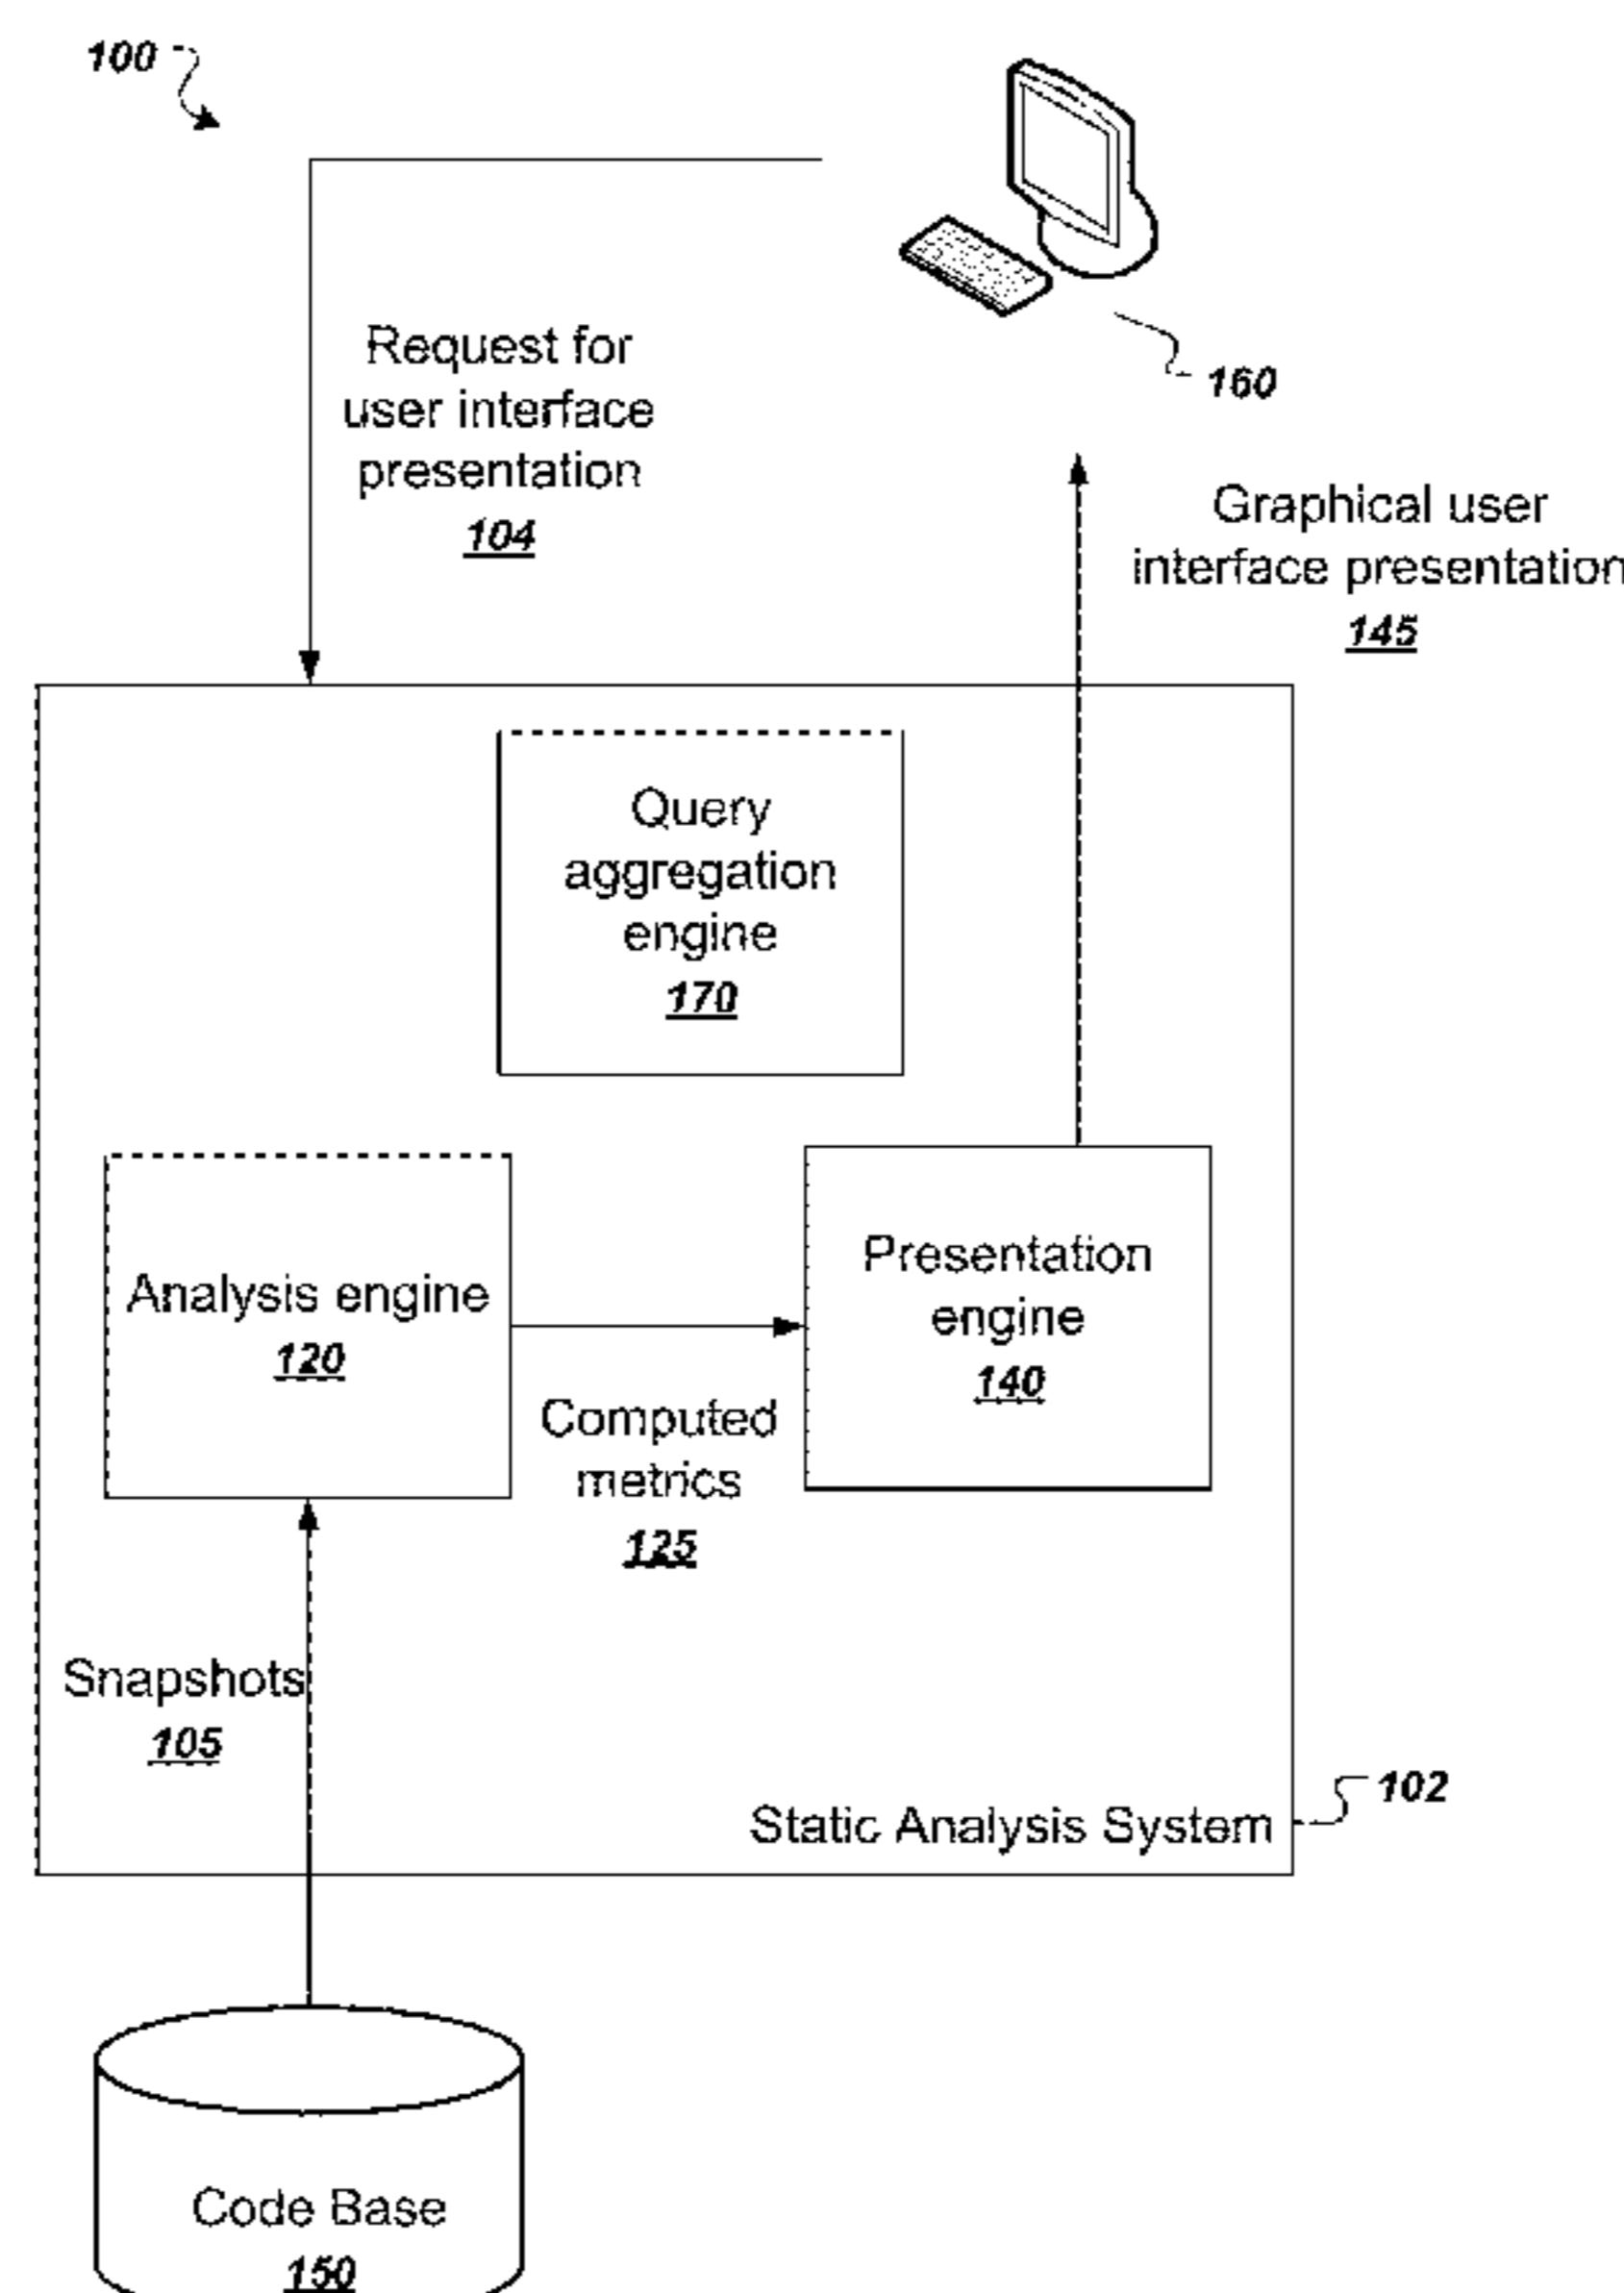 100
Request for
user interface
presentation
104
160
Graphical user
interface presentation
145
Query
aggregation
engine
170
Analysis engine
120
Presentation
engine
140
Computed
metrics
125
Snapshots
105
102
Static Analysis System
Code Base
150